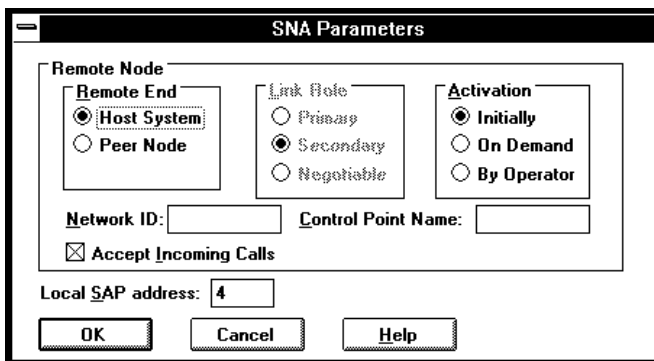 SNA Parameters
Remote Node
Remote End
Host System
Peer Node
Link Role
Primary
Secondary
Negotiable
Activation
Initially
On Demand
By Operator
Network ID:
Control Point Name:
Accept Incoming Calls
Local SAP address: 4
OK
Cancel
Help